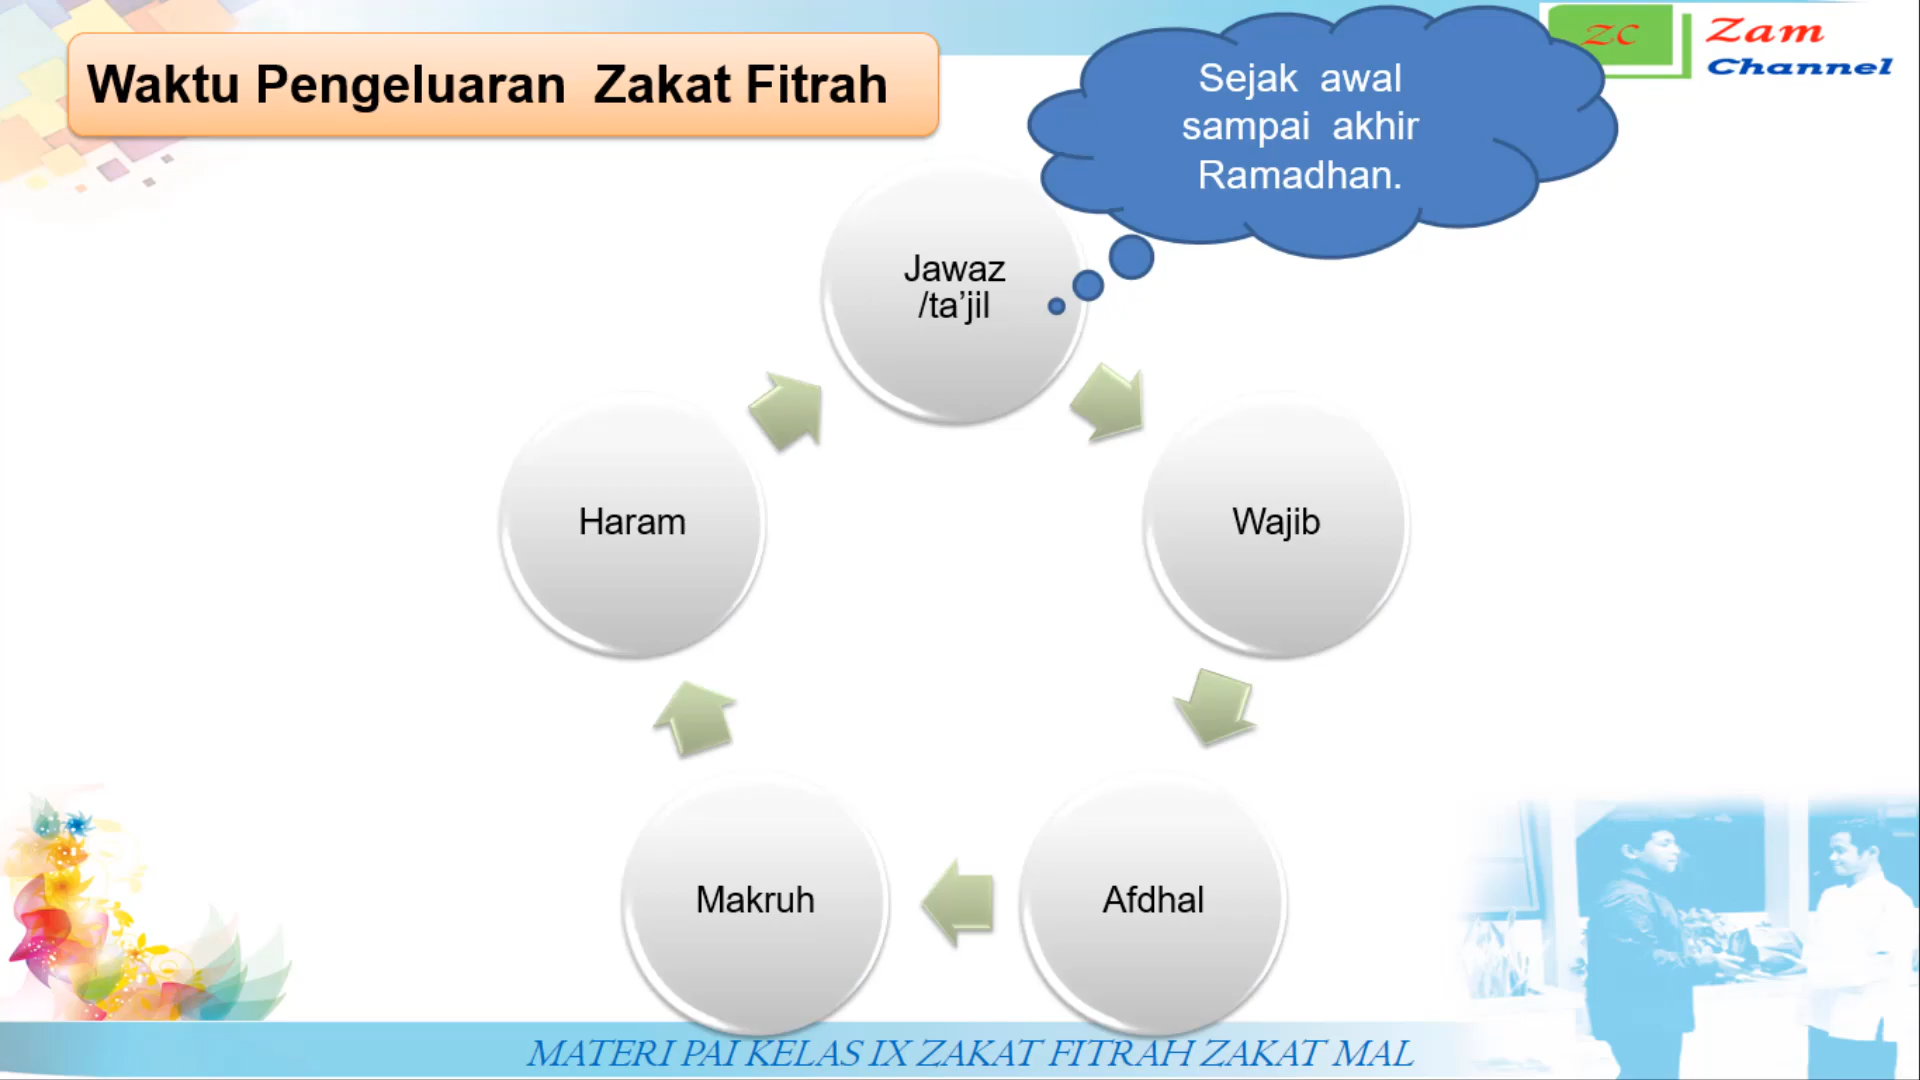 Waktu Pengeluaran  Zakat Fitrah
Sejak  awal
sampai  akhir
Ramadhan.
ZC
Zam
Channel
Jawaz
/ta’jil
Haram
Wajib
Makruh
Afdhal
MATERI PAI KELAS IX ZAKAT FITRAH ZAKAT MAL